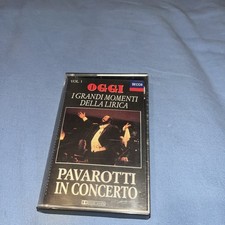 VOL. 1
OGGI
DECCA
I GRANDI MOMENTI
DELLA LIRICA
PAVAROTTI
IN CONCERTO